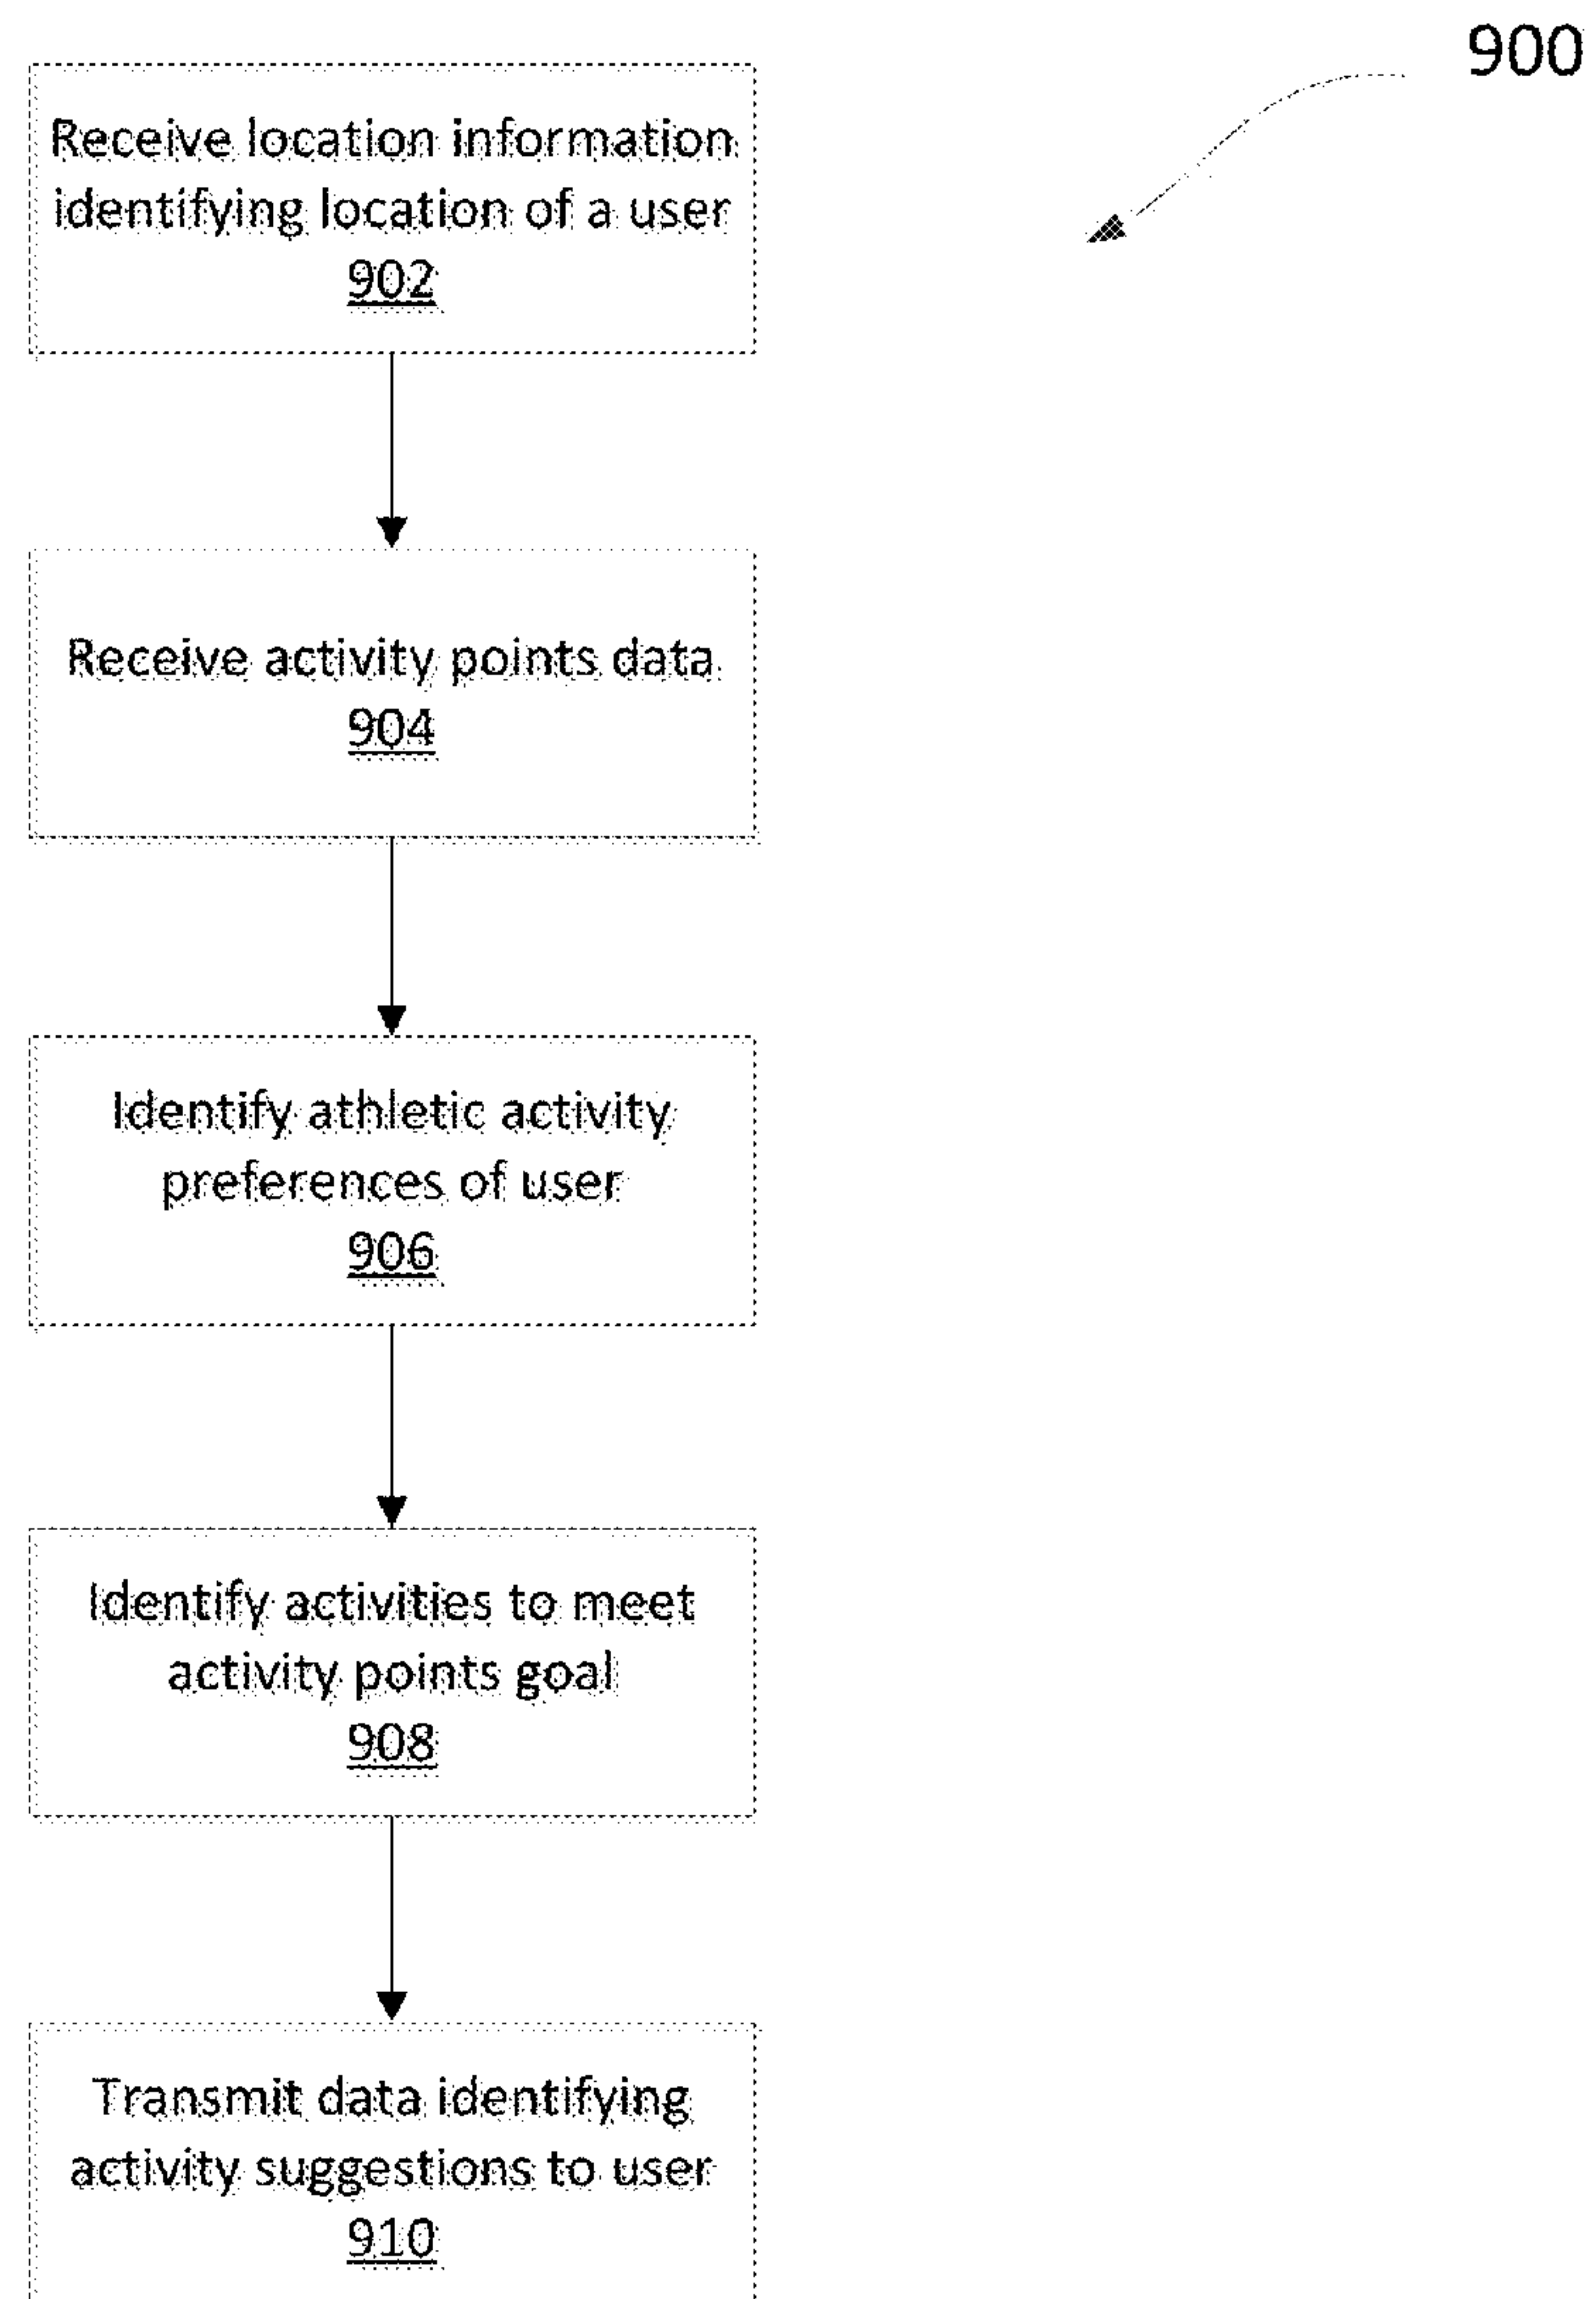 900
Receive location information
identifying location of a user
902
Receive activity points data
904
Identify athletic activity
preferences of user
906
Identify activities to meet
activity points goal
908
Transmit data identifying
activity suggestions to user
910